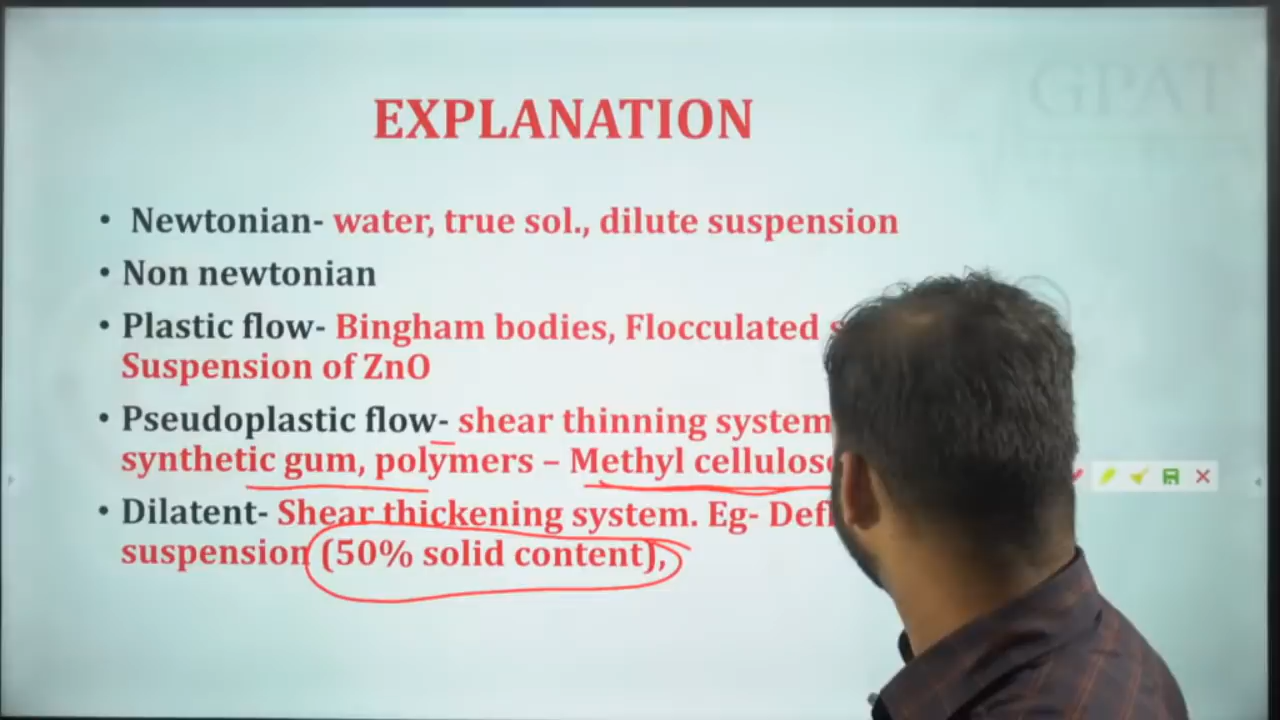 GPAT
EXPLANATION
• Newtonian- water, true sol., dilute suspension
• Non newtonian
• Plastic flow- Bingham bodies, Flocculated
Suspension of ZnO
• Pseudoplastic flow- shear thinning system
synthetic gum, polymers – Methyl cellulose
• Dilatent- Shear thickening system. Eg- Defl
suspension (50% solid content),